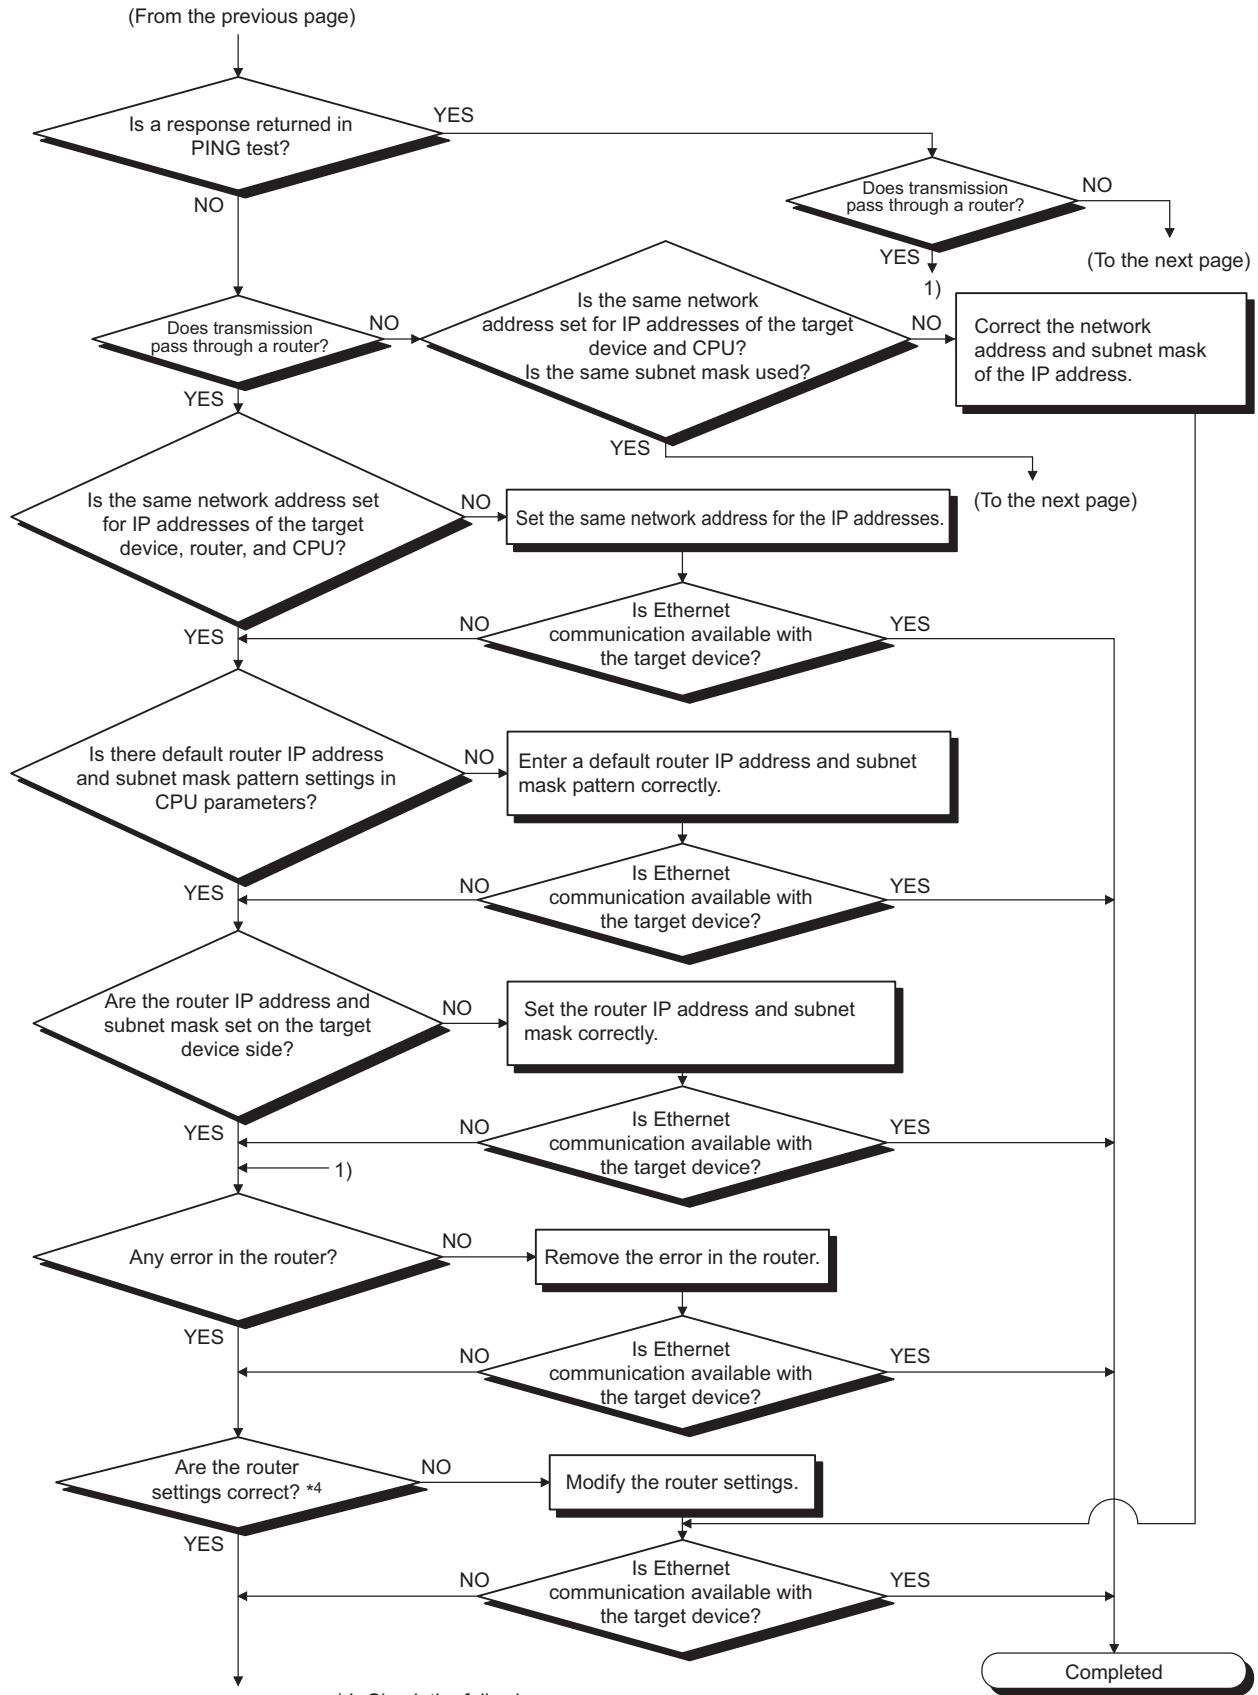 (From the previous page)
Is a response returned in
PING test?
YES
NO
Does transmission
pass through a router?
NO
YES
1)
(To the next page)
Does transmission
pass through a router?
NO
YES
Is the same network
address set for IP addresses of the target
device and CPU?
Is the same subnet mask used?
NO
YES
Correct the network
address and subnet mask
of the IP address.
(To the next page)
Is the same network address set
for IP addresses of the target
device, router, and CPU?
NO
YES
Set the same network address for the IP addresses.
Is Ethernet
communication available with
the target device?
NO
YES
Is there default router IP address
and subnet mask pattern settings in
CPU parameters?
NO
YES
Enter a default router IP address and subnet
mask pattern correctly.
Is Ethernet
communication available with
the target device?
NO
YES
Are the router IP address and
subnet mask set on the target
device side?
NO
YES
Set the router IP address and subnet
mask correctly.
Is Ethernet
communication available with
the target device?
NO
YES
1)
Any error in the router?
NO
YES
Remove the error in the router.
Is Ethernet
communication available with
the target device?
NO
YES
Are the router
settings correct? *4
NO
YES
Modify the router settings.
Is Ethernet
communication available with
the target device?
NO
YES
Completed